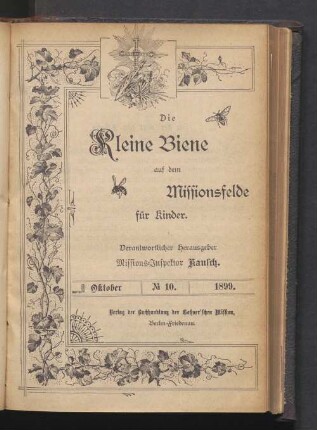 Die
Kleine Biene
auf dem
Missionsfelde
für Kinder.
Verantwortlicher Herausgeber
Missions-Inspektor Kausch.
Oktober № 10. 1899.
Verlag der Buchhandlung der Goßner'schen Mission,
Berlin-Friedenau.